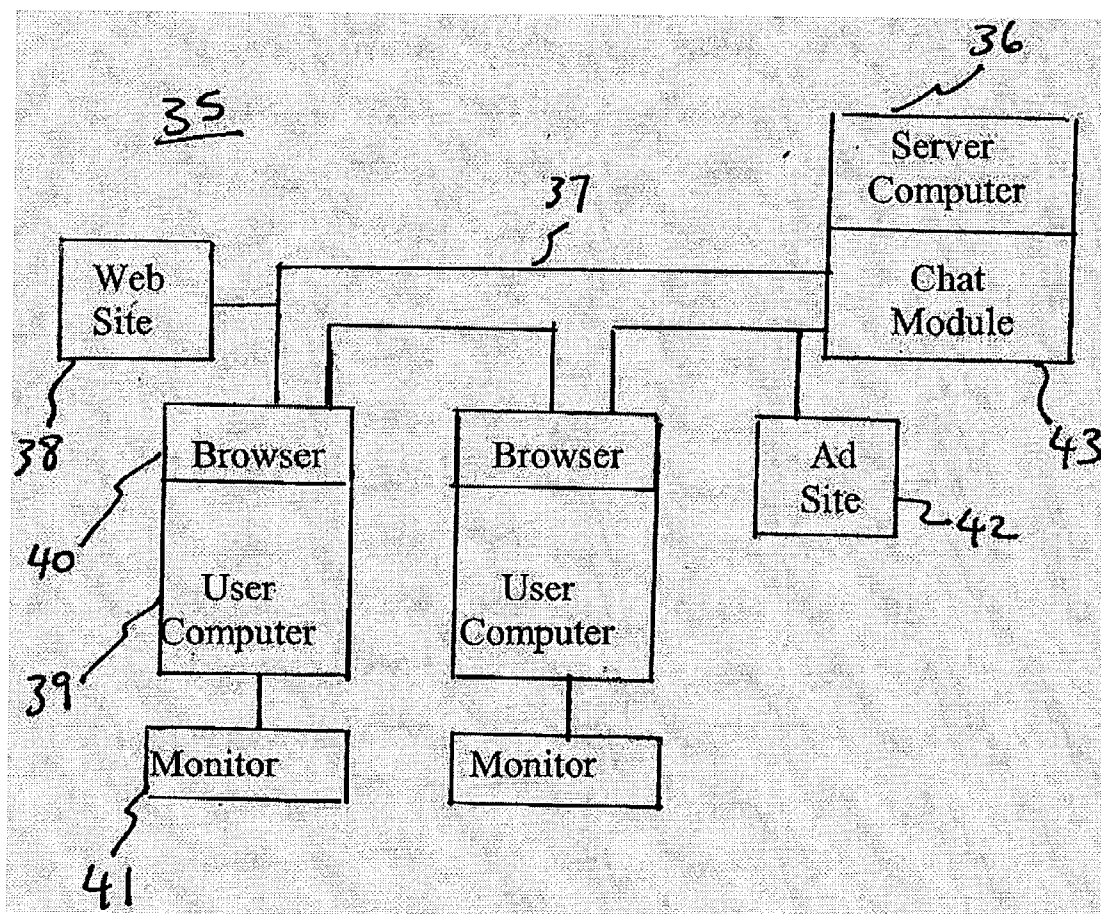 35
36
37
Server
Computer
Chat
Module
43
Web
Site
38
Browser
40
User
Computer
39
Monitor
41
Browser
User
Computer
Monitor
Ad
Site
42